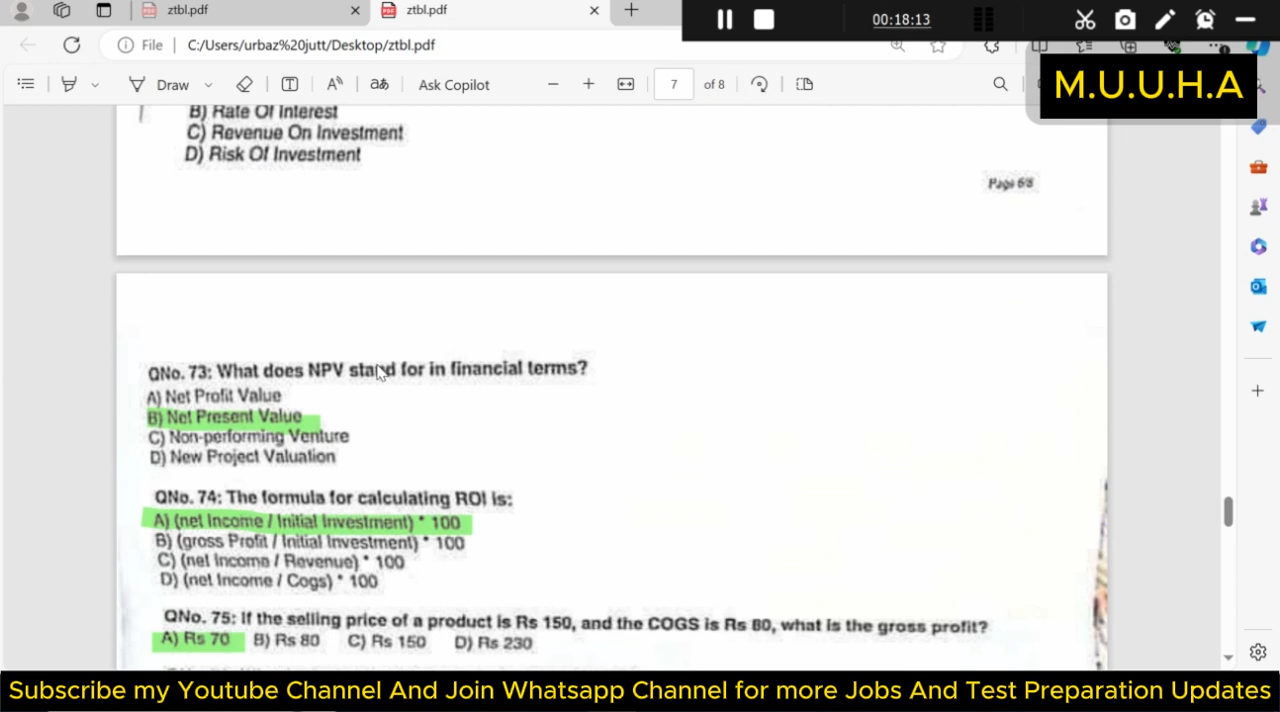 ztbl.pdf
ztbl.pdf
00:18:13
File
C:/Users/urbaz%20jutt/Desktop/ztbl.pdf
Draw
Ask Copilot
7
of 8
M.U.U.H.A
B) Rate Of Interest
C) Revenue On Investment
D) Risk Of Investment
Page 6/8
QNo. 73: What does NPV stand for in financial terms?
A) Net Profit Value
B) Net Present Value
C) Non-performing Venture
D) New Project Valuation
QNo. 74: The formula for calculating ROI is:
A) (net Income / Initial Investment) * 100
B) (gross Profit / Initial Investment) * 100
C) (net Income / Revenue) * 100
D) (net Income / Cogs) * 100
QNo. 75: If the selling price of a product is Rs 150, and the COGS is Rs 80, what is the gross profit?
A) Rs 70 B) Rs 80 C) Rs 150 D) Rs 230
Subscribe my Youtube Channel And Join Whatsapp Channel for more Jobs And Test Preparation Updates